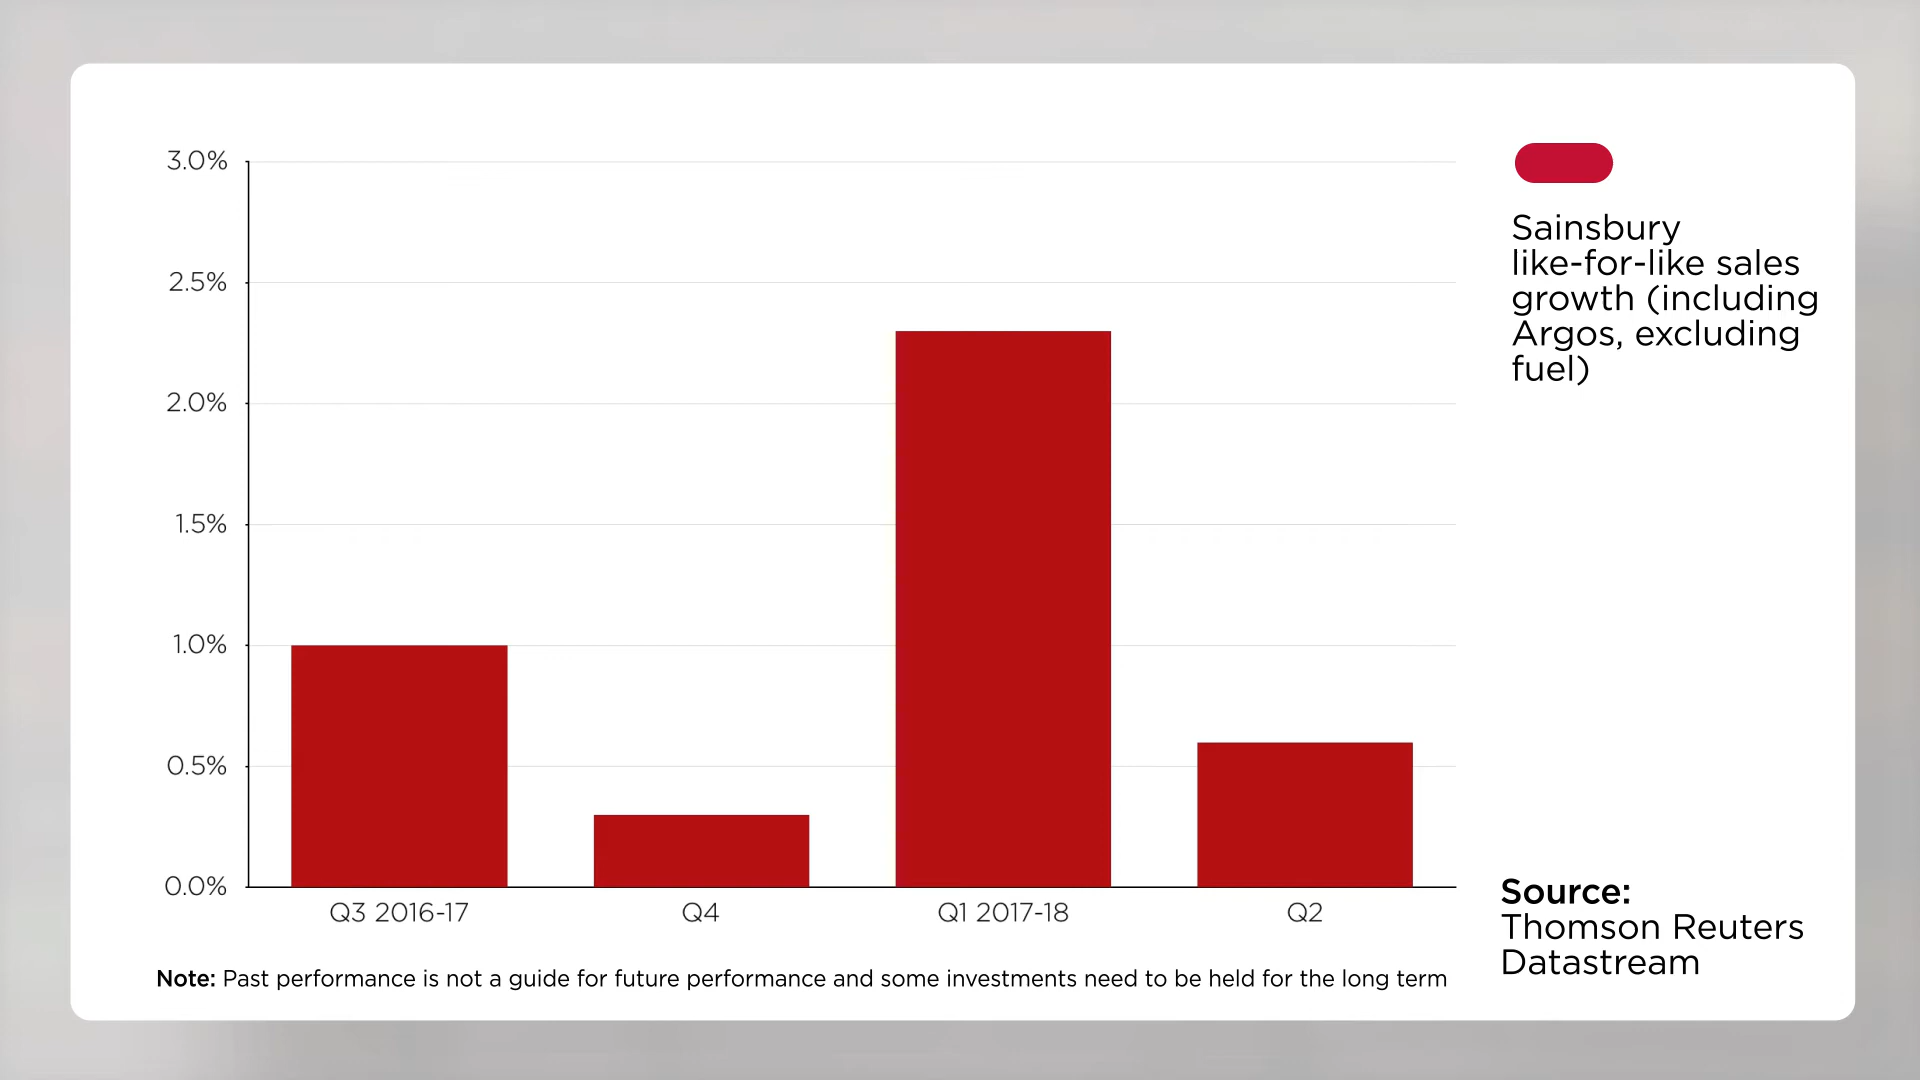 3.0%
2.5%
2.0%
1.5%
1.0%
0.5%
0.0%
Q3 2016-17
Q4
Q1 2017-18
Q2
Note: Past performance is not a guide for future performance and some investments need to be held for the long term
Sainsbury
like-for-like sales
growth (including
Argos, excluding
fuel)
Source:
Thomson Reuters
Datastream